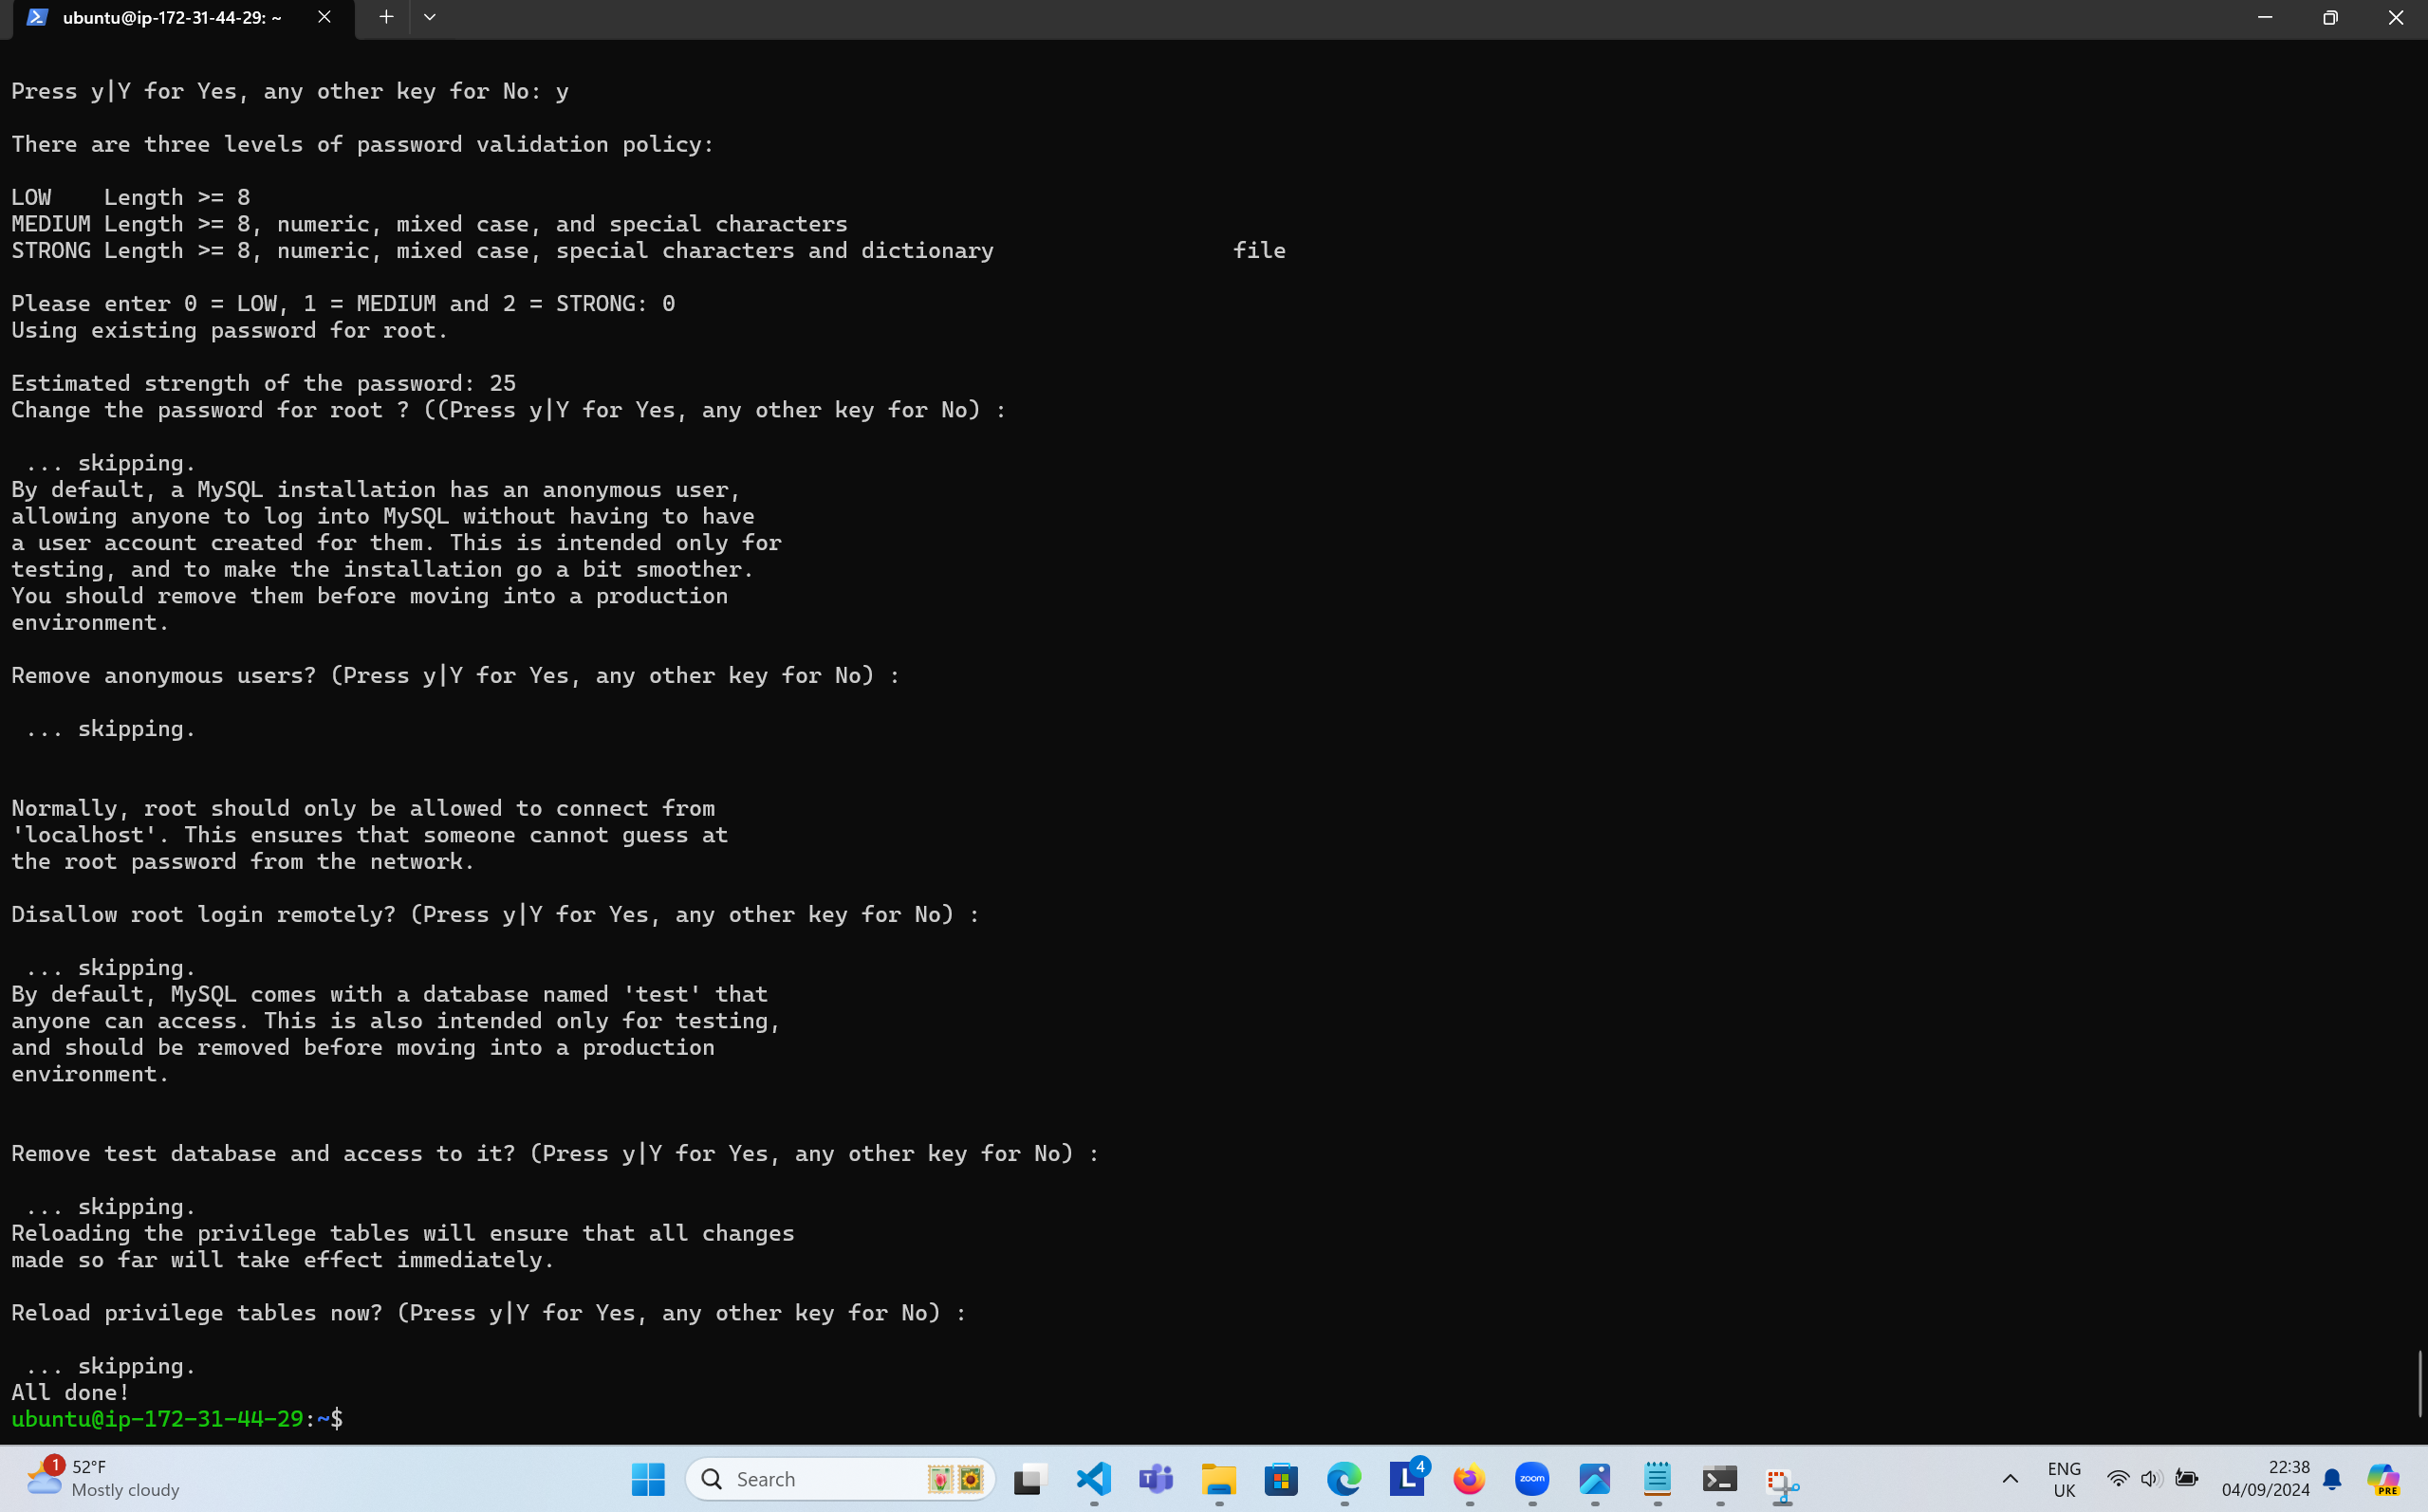 ubuntu@ip-172-31-44-29: ~
Press y|Y for Yes, any other key for No: y
There are three levels of password validation policy:
LOW    Length >= 8
MEDIUM Length >= 8, numeric, mixed case, and special characters
STRONG Length >= 8, numeric, mixed case, special characters and dictionary                  file
Please enter 0 = LOW, 1 = MEDIUM and 2 = STRONG: 0
Using existing password for root.
Estimated strength of the password: 25
Change the password for root ? ((Press y|Y for Yes, any other key for No) :
 ... skipping.
By default, a MySQL installation has an anonymous user,
allowing anyone to log into MySQL without having to have
a user account created for them. This is intended only for
testing, and to make the installation go a bit smoother.
You should remove them before moving into a production
environment.
Remove anonymous users? (Press y|Y for Yes, any other key for No) :
 ... skipping.
Normally, root should only be allowed to connect from
'localhost'. This ensures that someone cannot guess at
the root password from the network.
Disallow root login remotely? (Press y|Y for Yes, any other key for No) :
 ... skipping.
By default, MySQL comes with a database named 'test' that
anyone can access. This is also intended only for testing,
and should be removed before moving into a production
environment.
Remove test database and access to it? (Press y|Y for Yes, any other key for No) :
 ... skipping.
Reloading the privilege tables will ensure that all changes
made so far will take effect immediately.
Reload privilege tables now? (Press y|Y for Yes, any other key for No) :
 ... skipping.
All done!
ubuntu@ip-172-31-44-29:~$
1
52°F
Mostly cloudy
Search
T
L
4
zoom
ENG
UK
22:38
04/09/2024
PRE